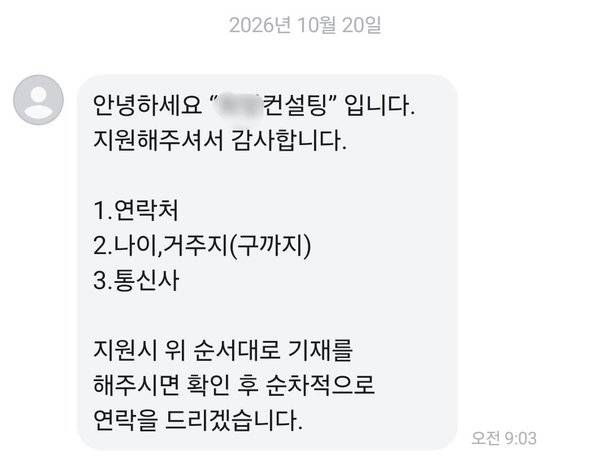 2026년 10월 20일
안녕하세요 “컨설팅” 입니다.
지원해주셔서 감사합니다.
1.연락처
2.나이,거주지(구까지)
3.통신사
지원시 위 순서대로 기재를
해주시면 확인 후 순차적으로
연락을 드리겠습니다.
오전 9:03